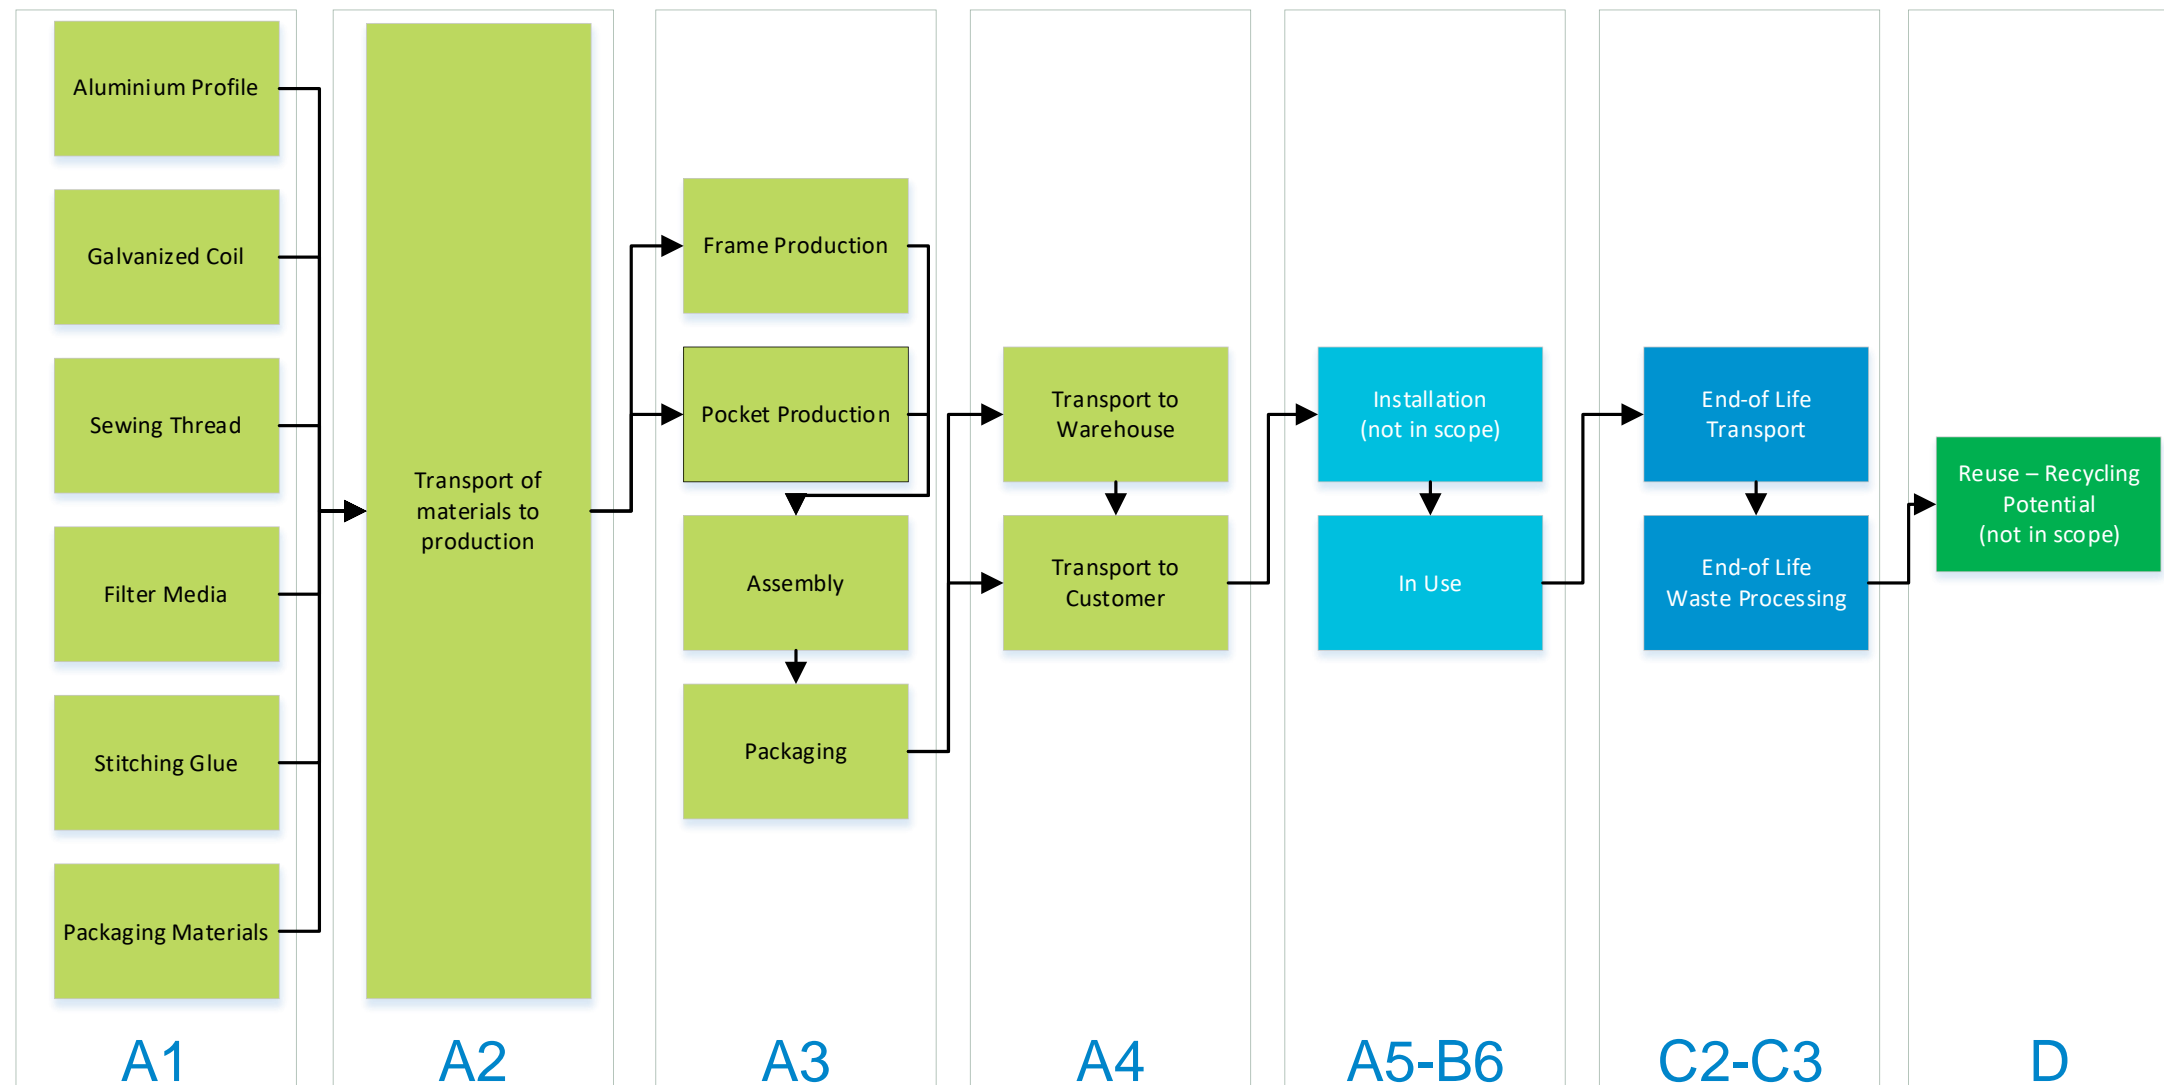 Aluminium Profile
Galvanized Coil
Sewing Thread
Filter Media
Stitching Glue
Packaging Materials
A1
Transport of
materials to
production
A2
Frame Production
Pocket Production
Assembly
Packaging
A3
Transport to
Warehouse
Transport to
Customer
A4
Installation
(not in scope)
In Use
A5-B6
End-of Life
Transport
End-of Life
Waste Processing
C2-C3
Reuse – Recycling
Potential
(not in scope)
D